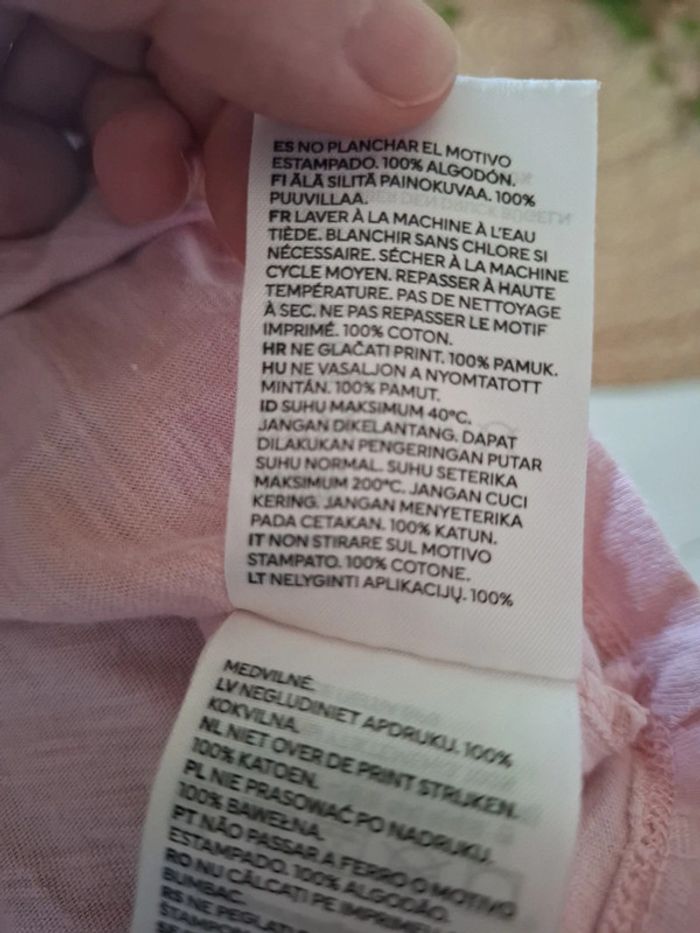 ES NO PLANCHAR EL MOTIVO
ESTAMPADO. 100% ALGODÓN.
FI ÄLÄ SILITÄ PAINOKUVAA. 100%
PUUVILLAA.
FR LAVER À LA MACHINE À L'EAU
TIÈDE. BLANCHIR SANS CHLORE SI
NÉCESSAIRE. SÉCHER À LA MACHINE
CYCLE MOYEN. REPASSER À HAUTE
TEMPÉRATURE. PAS DE NETTOYAGE
À SEC. NE PAS REPASSER LE MOTIF
IMPRIMÉ. 100% COTON.
HR NE GLAČATI PRINT. 100% PAMUK.
HU NE VASALJON A NYOMTATOTT
MINTÁN. 100% PAMUT.
ID SUHU MAKSIMUM 40°C.
JANGAN DIKELANTANG. DAPAT
DILAKUKAN PENGERINGAN PUTAR
SUHU NORMAL. SUHU SETERIKA
MAKSIMUM 200°C. JANGAN CUCI
KERING. JANGAN MENYETERIKA
PADA CETAKAN. 100% KATUN.
IT NON STIRARE SUL MOTIVO
STAMPATO. 100% COTONE.
LT NELYGINTI APLIKACIJŲ. 100%
MEDVILNĖ.
LV NEGLUDINIET APDRUKU. 100%
KOKVILNA.
NL NIET OVER DE PRINT STRIJKEN.
100% KATOEN.
PL NIE PRASOWAĆ PO NADRUKU.
100% BAWEŁNA.
PT NÃO PASSAR A FERRO O MOTIVO
ESTAMPADO. 100% ALGODÃO.
RO NU CĂLCAȚI PE IMPRIMEU
BUMBAC.
RS NE PEGLATI